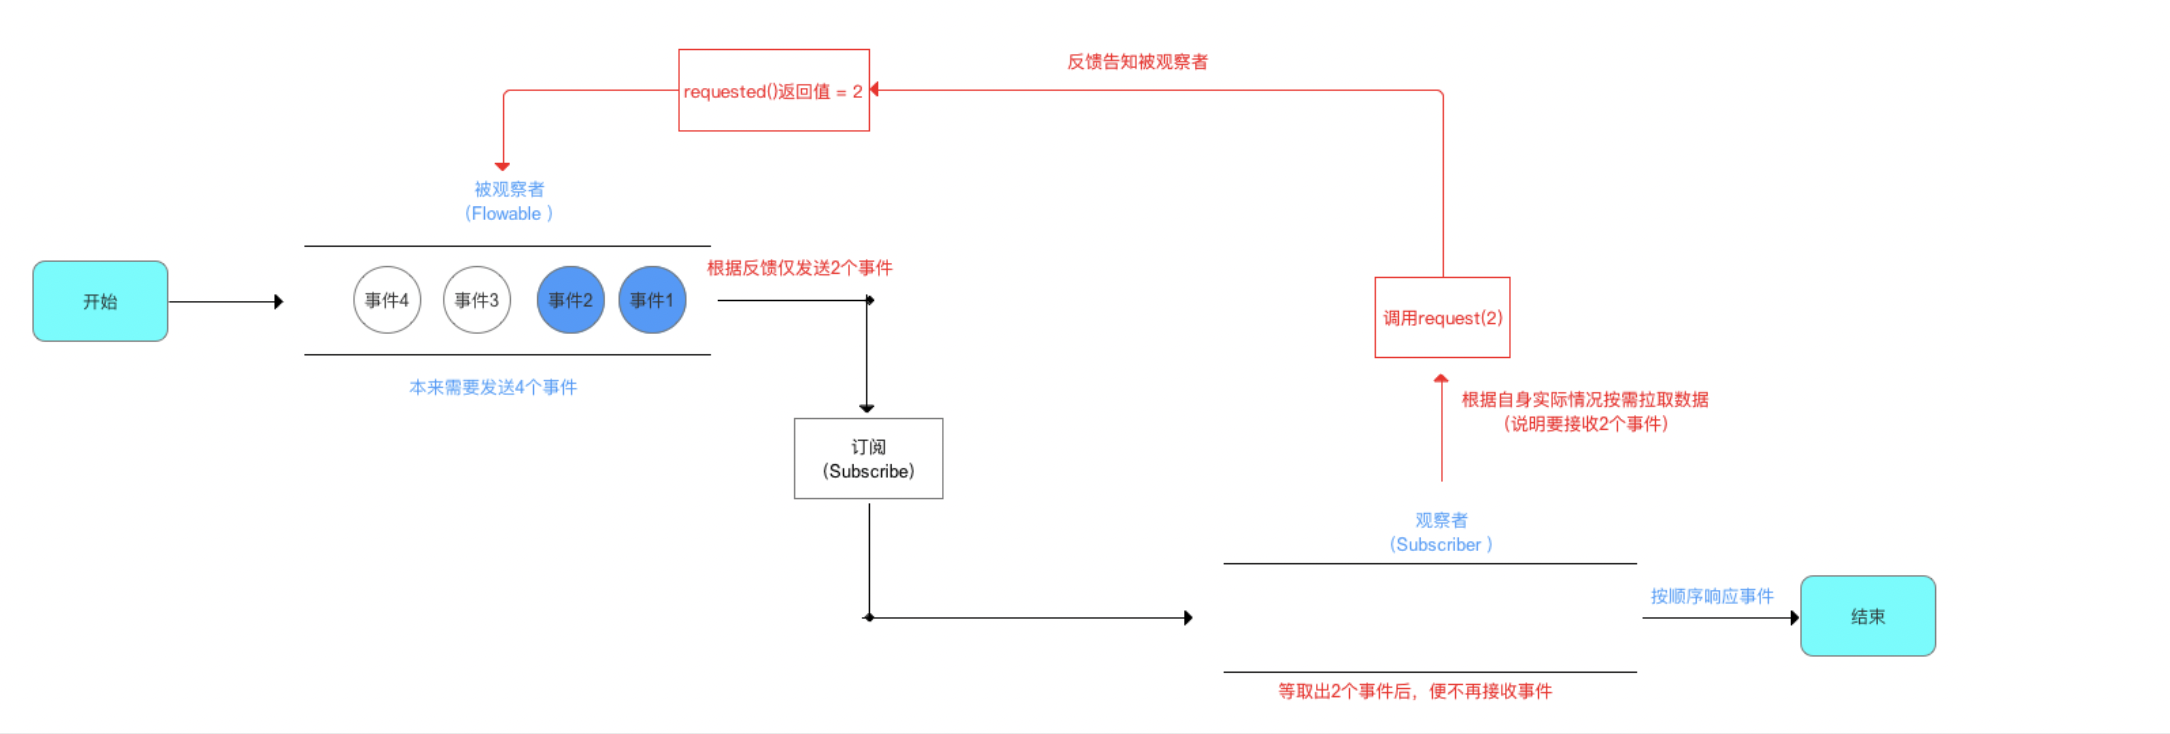 反馈告知被观察者
requested()返回值 = 2
被观察者
(Flowable )
根据反馈仅发送2个事件
开始
事件4
事件3
事件2
事件1
调用request(2)
本来需要发送4个事件
根据自身实际情况按需拉取数据
(说明要接收2个事件)
订阅
(Subscribe)
观察者
(Subscriber )
按顺序响应事件
结束
等取出2个事件后，便不再接收事件